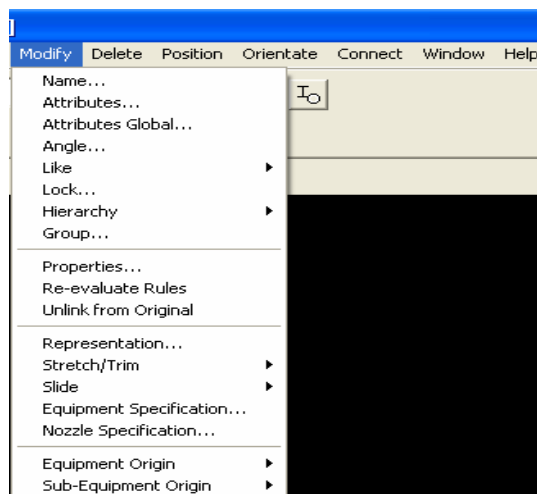 Modify Delete Position Orientate Connect Window Help
Name...
Attributes...
Attributes Global...
Angle...
Like
Lock...
Hierarchy
Group...
Properties...
Re-evaluate Rules
Unlink from Original
Representation...
Stretch/Trim
Slide
Equipment Specification...
Nozzle Specification...
Equipment Origin
Sub-Equipment Origin